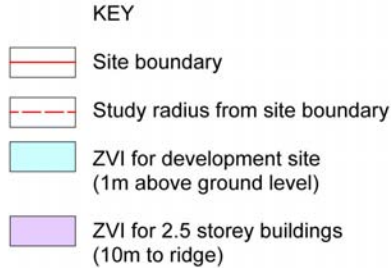 KEY
Site boundary
Study radius from site boundary
ZVI for development site
(1m above ground level)
ZVI for 2.5 storey buildings
(10m to ridge)